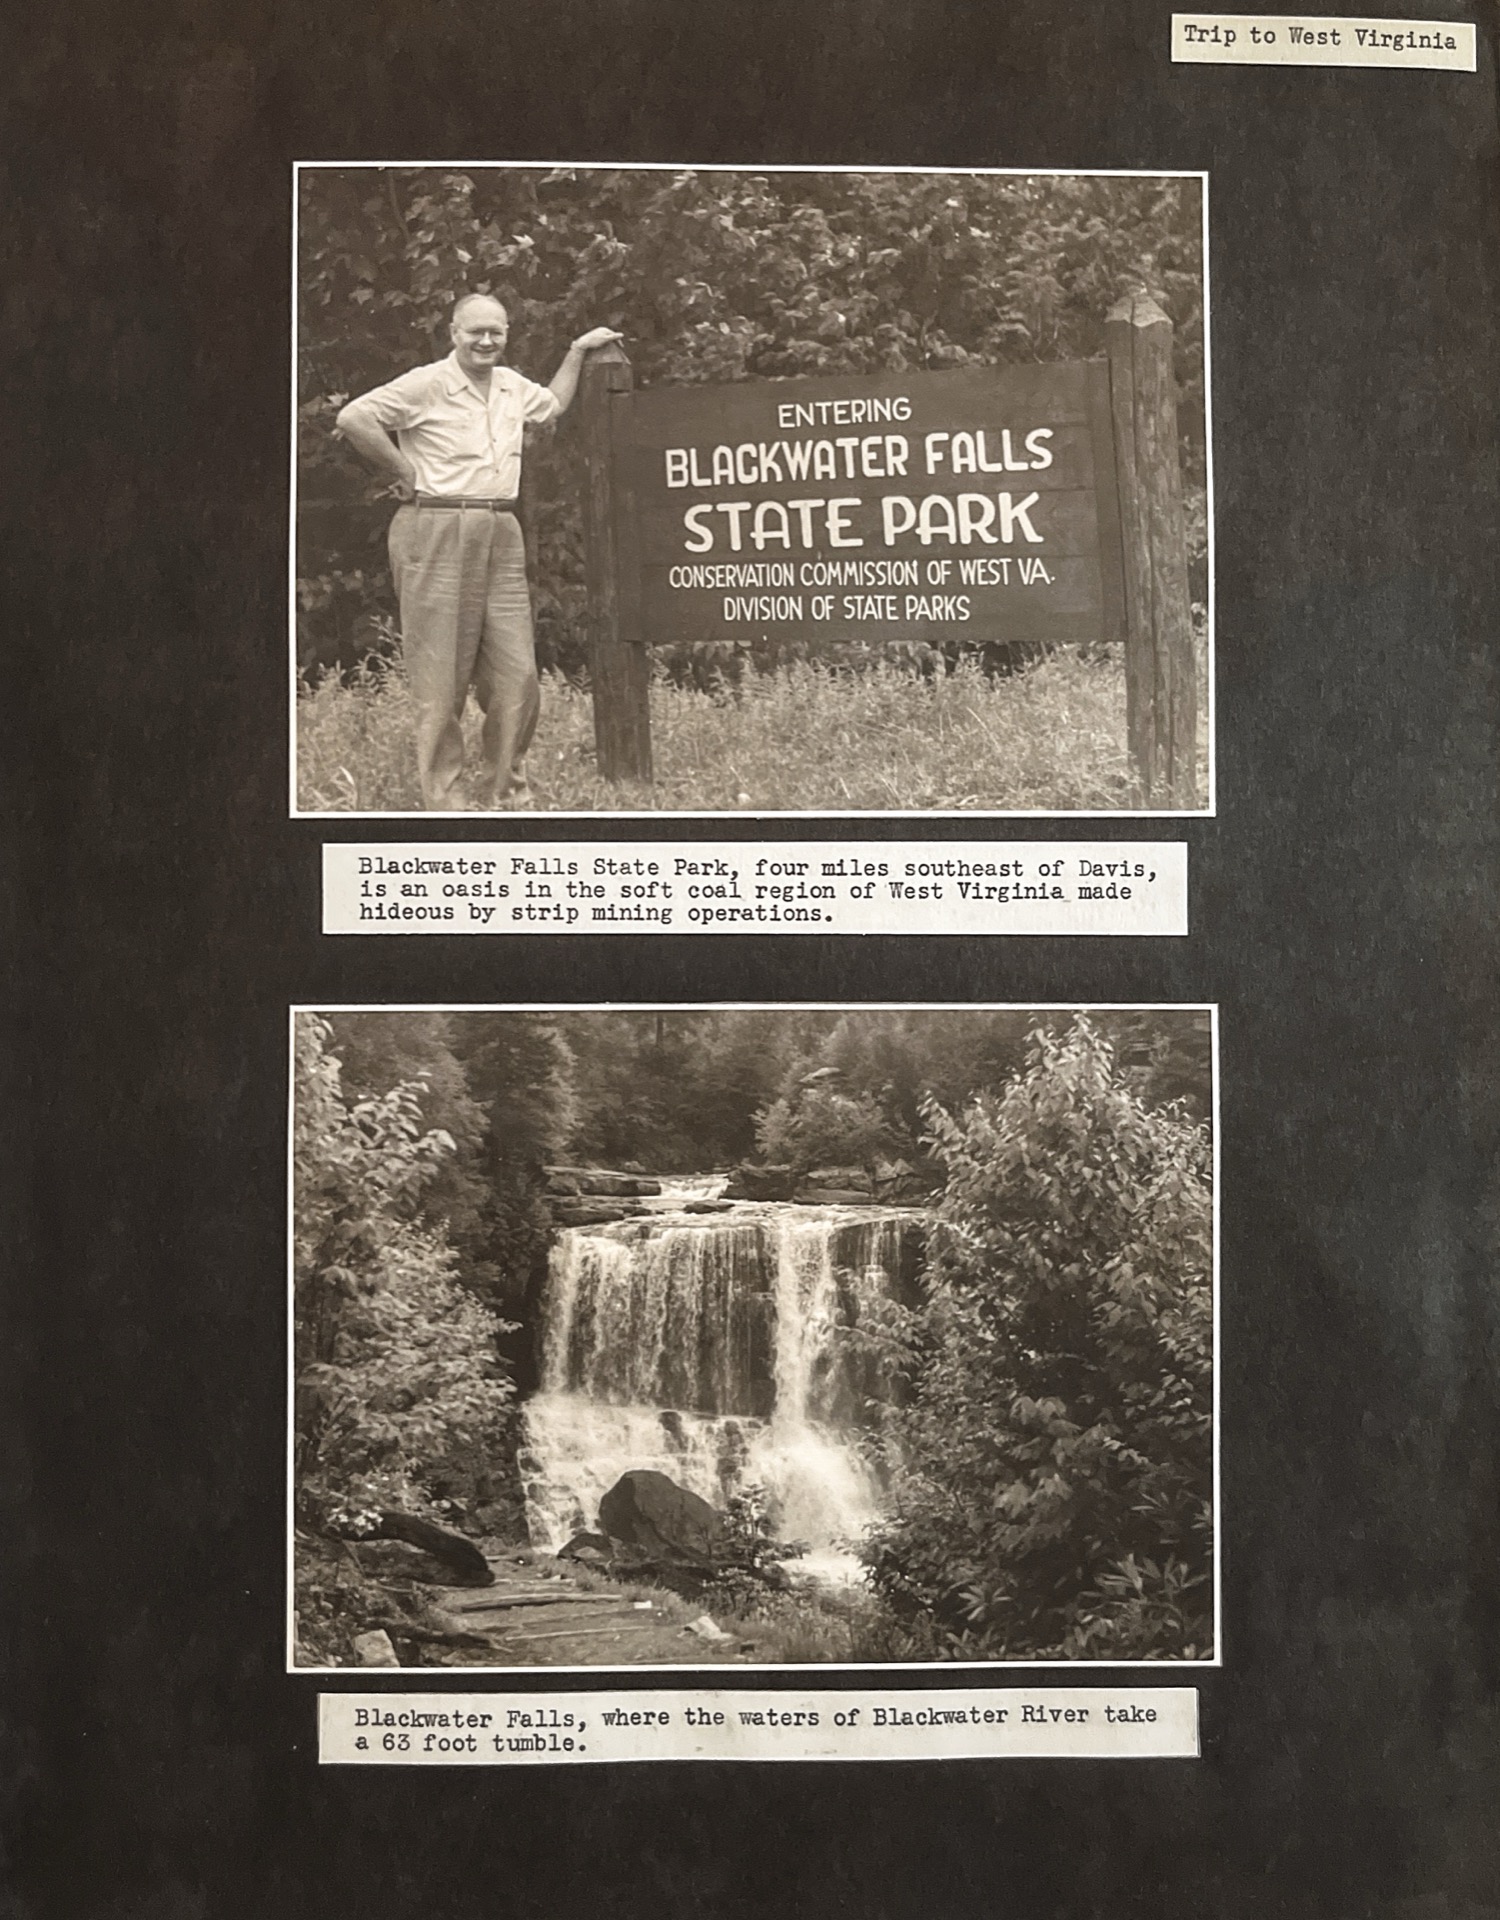 Trip to West Virginia
ENTERING
BLACKWATER FALLS
STATE PARK
CONSERVATION COMMISSION OF WEST VA.
DIVISION OF STATE PARKS
Blackwater Falls State Park, four miles southeast of Davis,
is an oasis in the soft coal region of West Virginia made
hideous by strip mining operations.
Blackwater Falls, where the waters of Blackwater River take
a 63 foot tumble.